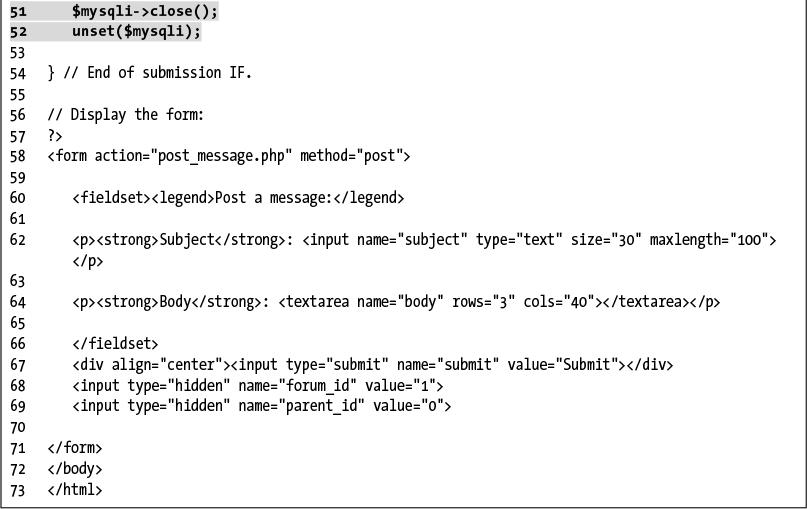 51 $mysqli->close();
52 unset($mysqli);
53
54 } // End of submission IF.
55
56 // Display the form:
57 ?>
58 <form action="post_message.php" method="post">
59
60 <fieldset><legend>Post a message:</legend>
61
62 <p><strong>Subject</strong>: <input name="subject" type="text" size="30" maxlength="100">
</p>
63
64 <p><strong>Body</strong>: <textarea name="body" rows="3" cols="40"></textarea></p>
65
66 </fieldset>
67 <div align="center"><input type="submit" name="submit" value="Submit"></div>
68 <input type="hidden" name="forum_id" value="1">
69 <input type="hidden" name="parent_id" value="0">
70
71 </form>
72 </body>
73 </html>